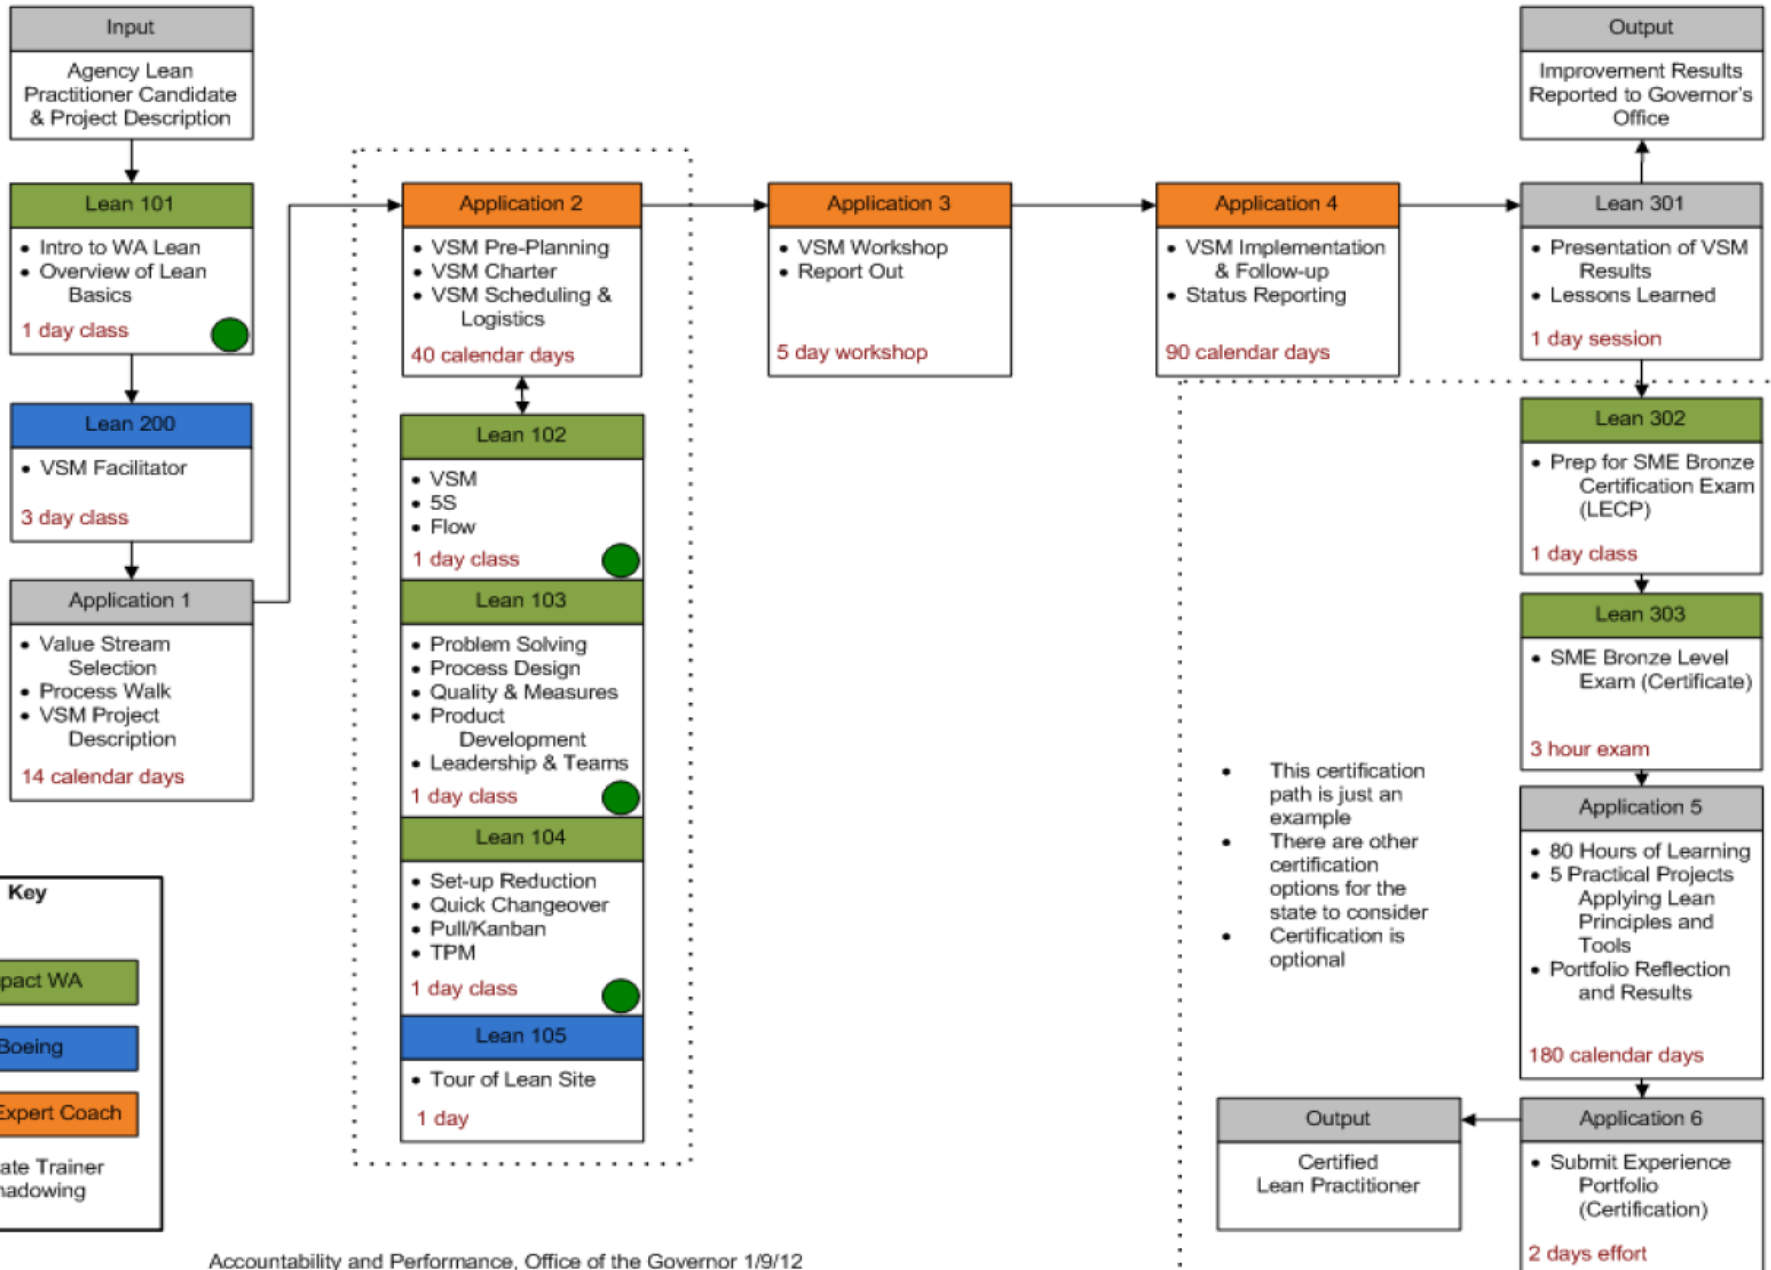 Input
Agency Lean
Practitioner Candidate
& Project Description
Lean 101
• Intro to WA Lean
• Overview of Lean
Basics
1 day class
Lean 200
• VSM Facilitator
3 day class
Application 1
• Value Stream
Selection
• Process Walk
• VSM Project
Description
14 calendar days
Key
pact WA
Boeing
Expert Coach
ate Trainer
hadowing
Application 2
• VSM Pre-Planning
• VSM Charter
• VSM Scheduling &
Logistics
40 calendar days
Lean 102
• VSM
• 5S
• Flow
1 day class
Lean 103
• Problem Solving
• Process Design
• Quality & Measures
• Product
Development
• Leadership & Teams
1 day class
Lean 104
• Set-up Reduction
• Quick Changeover
• Pull/Kanban
• TPM
1 day class
Lean 105
• Tour of Lean Site
1 day
Application 3
• VSM Workshop
• Report Out
5 day workshop
Application 4
• VSM Implementation
& Follow-up
• Status Reporting
90 calendar days
Output
Improvement Results
Reported to Governor's
Office
Lean 301
• Presentation of VSM
Results
• Lessons Learned
1 day session
Lean 302
• Prep for SME Bronze
Certification Exam
(LECP)
1 day class
Lean 303
• SME Bronze Level
Exam (Certificate)
3 hour exam
• This certification
path is just an
example
• There are other
certification
options for the
state to consider
• Certification is
optional
Application 5
• 80 Hours of Learning
• 5 Practical Projects
Applying Lean
Principles and
Tools
• Portfolio Reflection
and Results
180 calendar days
Application 6
• Submit Experience
Portfolio
(Certification)
2 days effort
Output
Certified
Lean Practitioner
Accountability and Performance, Office of the Governor 1/9/12